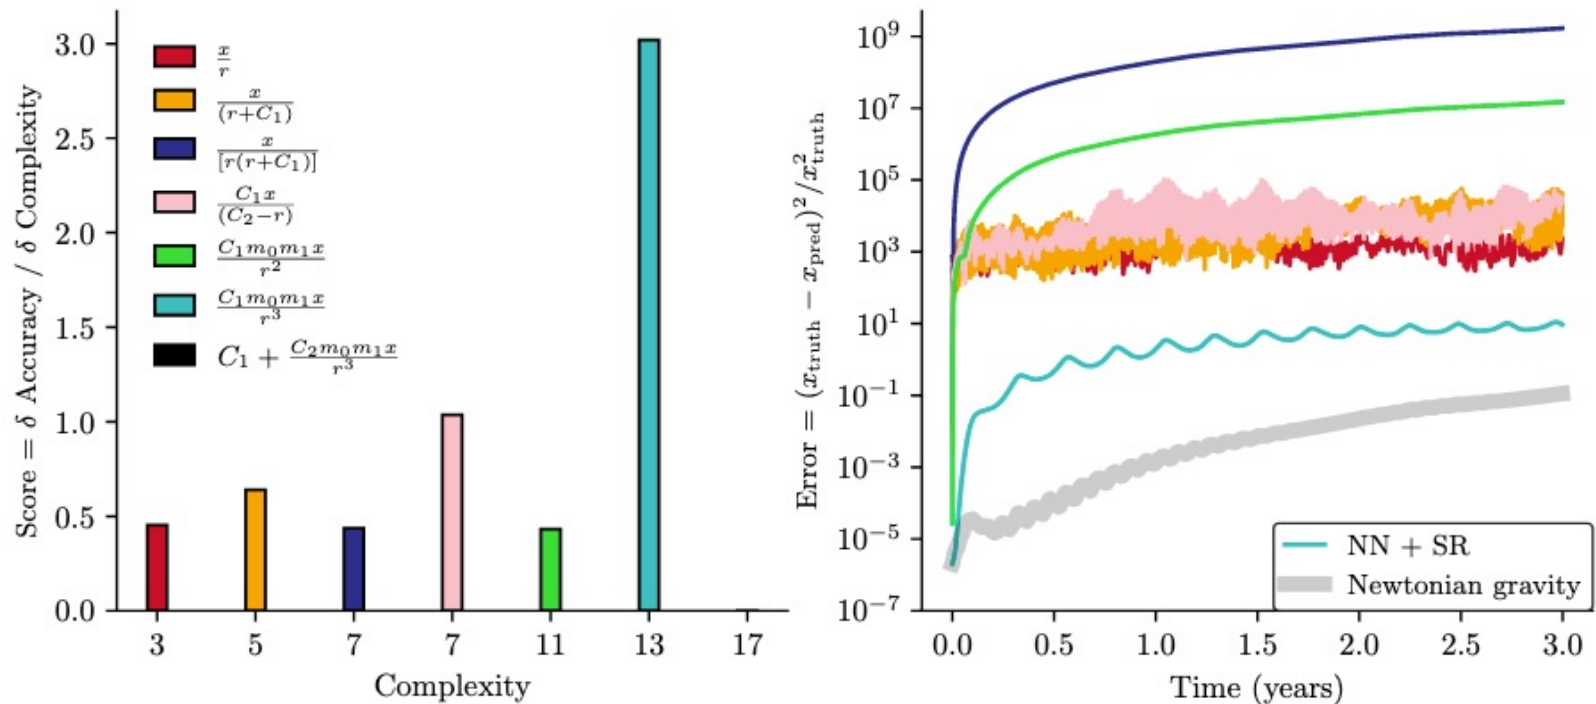 Score = δ Accuracy / δ Complexity
3.0
2.5
2.0
1.5
1.0
0.5
0.0
x/r
x/(r+C₁)
x/[r(r+C₁)]
C₁x/(C₂−r)
C₁m₀m₁x/r²
C₁m₀m₁x/r³
C₁ + C₂m₀m₁x/r³
3 5 7 7 11 13 17
Complexity
Error = (x_truth − x_pred)²/x²_truth
10⁹
10⁷
10⁵
10³
10¹
10⁻¹
10⁻³
10⁻⁵
10⁻⁷
NN + SR
Newtonian gravity
0.0 0.5 1.0 1.5 2.0 2.5 3.0
Time (years)